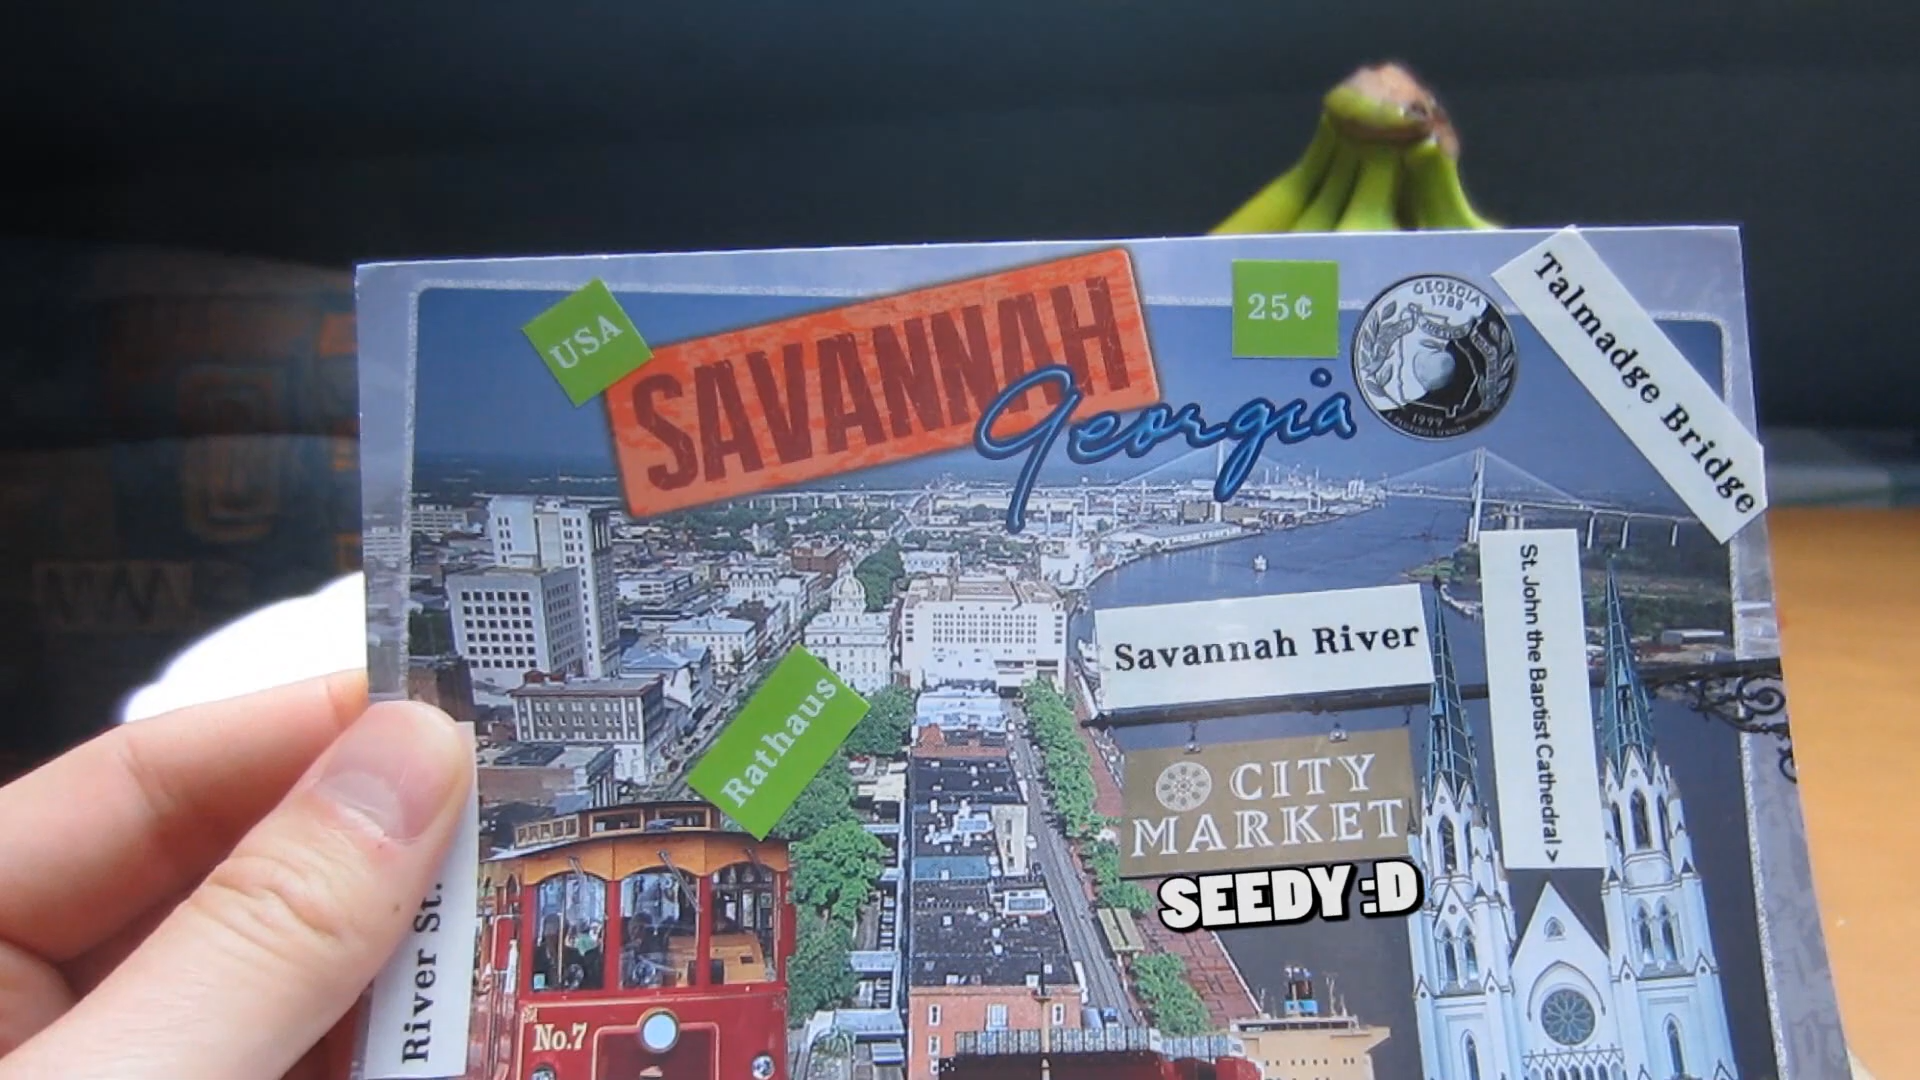 USA
SAVANNAH
Georgia
25¢
GEORGIA
1788
1999
Talmadge Bridge
Savannah River
St. John the Baptist Cathedral >
Rathaus
CITY
MARKET
SEEDY :D
River St.
No.7